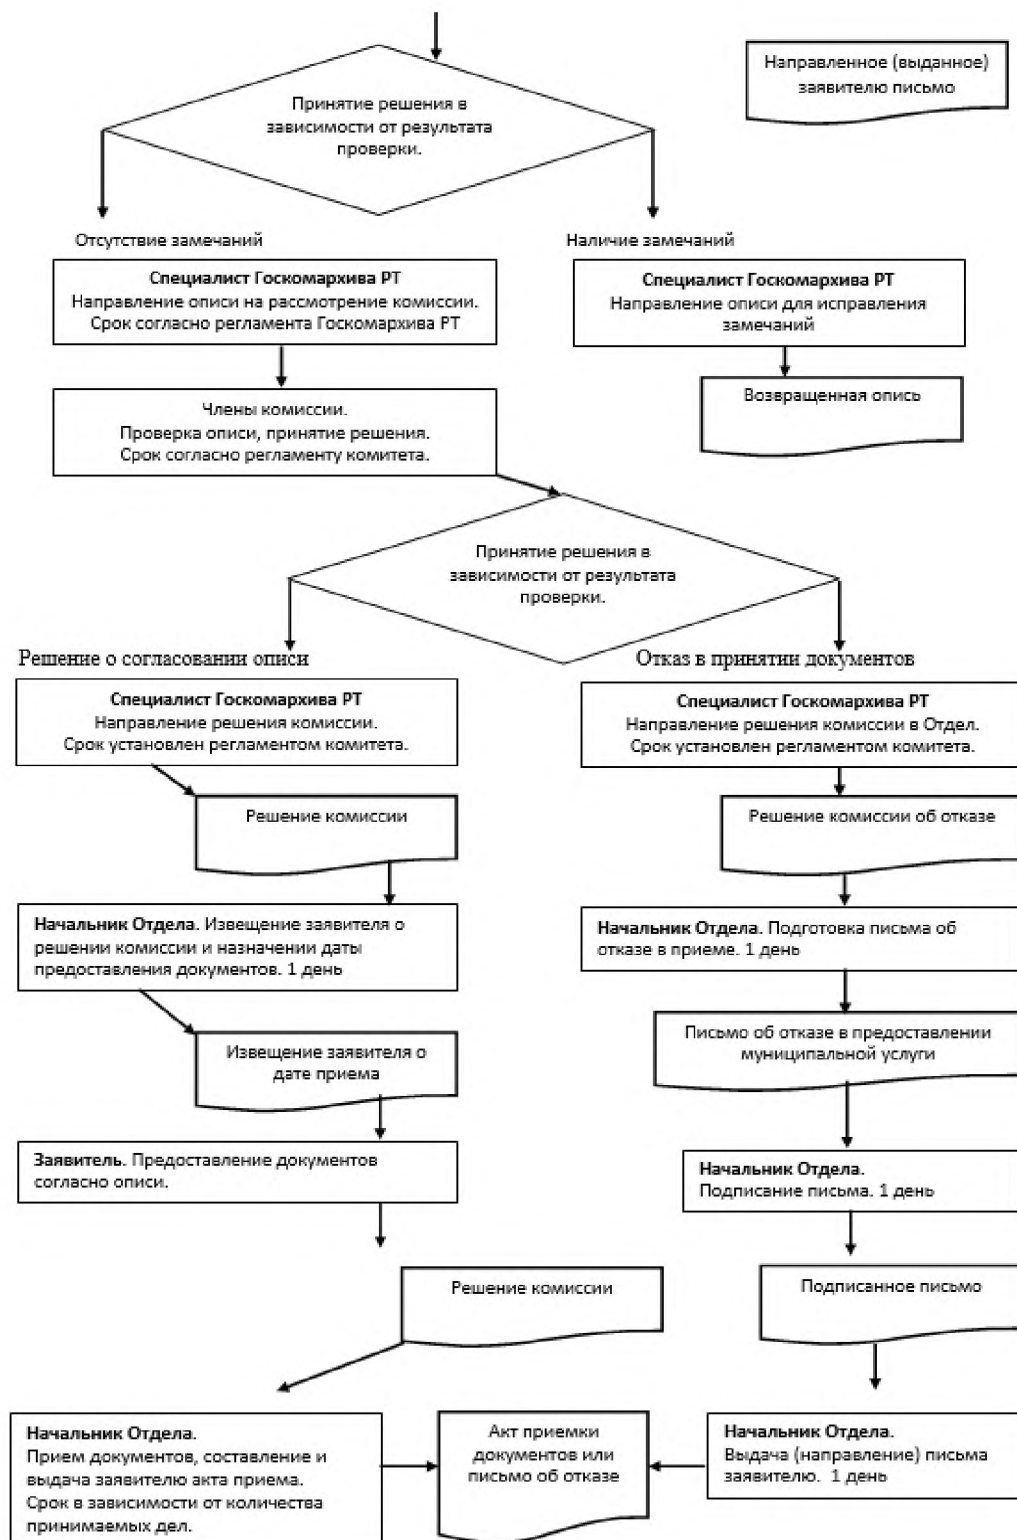 Направленное (выданное)
заявителю письмо
Принятие решения в
зависимости от результата
проверки.
Отсутствие замечаний
Наличие замечаний
Специалист Госкомархива РТ
Направление описи на рассмотрение комиссии.
Срок согласно регламента Госкомархива РТ
Специалист Госкомархива РТ
Направление описи для исправления
замечаний
Члены комиссии.
Проверка описи, принятие решения.
Срок согласно регламенту комитета.
Возвращенная опись
Принятие решения в
зависимости от результата
проверки.
Решение о согласовании описи
Отказ в принятии документов
Специалист Госкомархива РТ
Направление решения комиссии.
Срок установлен регламентом комитета.
Специалист Госкомархива РТ
Направление решения комиссии в Отдел.
Срок установлен регламентом комитета.
Решение комиссии
Решение комиссии об отказе
Начальник Отдела. Извещение заявителя о
решении комиссии и назначении даты
предоставления документов. 1 день
Начальник Отдела. Подготовка письма об
отказе в приеме. 1 день
Извещение заявителя о
дате приема
Письмо об отказе в предоставлении
муниципальной услуги
Заявитель. Предоставление документов
согласно описи.
Начальник Отдела.
Подписание письма. 1 день
Решение комиссии
Подписанное письмо
Начальник Отдела.
Прием документов, составление и
выдача заявителю акта приема.
Срок в зависимости от количества
принимаемых дел.
Акт приемки
документов или
письмо об отказе
Начальник Отдела.
Выдача (направление) письма
заявителю. 1 день